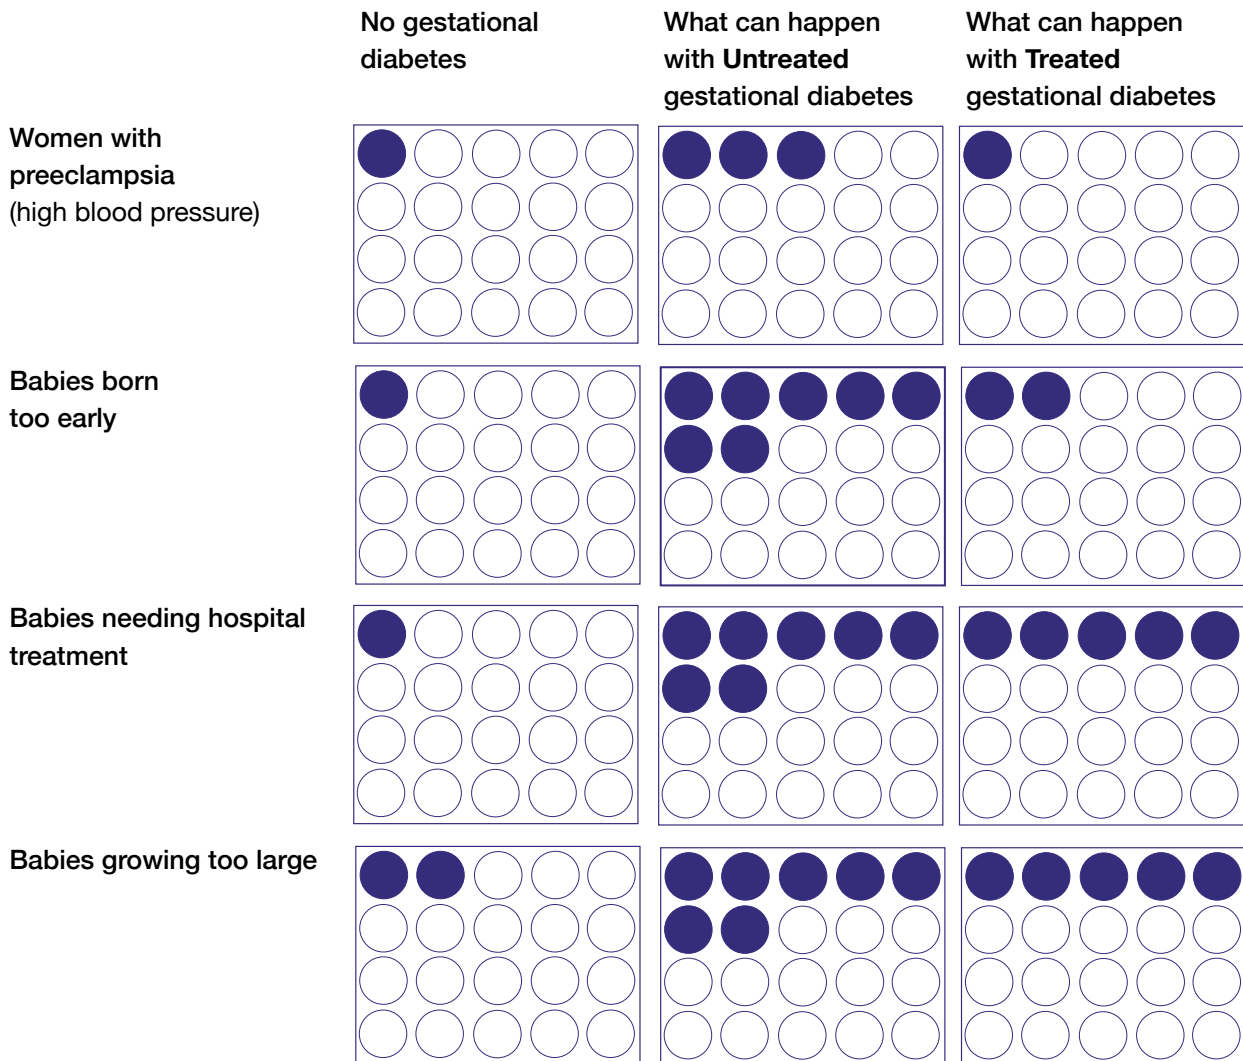 No gestational
diabetes
What can happen
with Untreated
gestational diabetes
What can happen
with Treated
gestational diabetes
Women with
preeclampsia
(high blood pressure)
Babies born
too early
Babies needing hospital
treatment
Babies growing too large